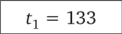 t₁ = 133